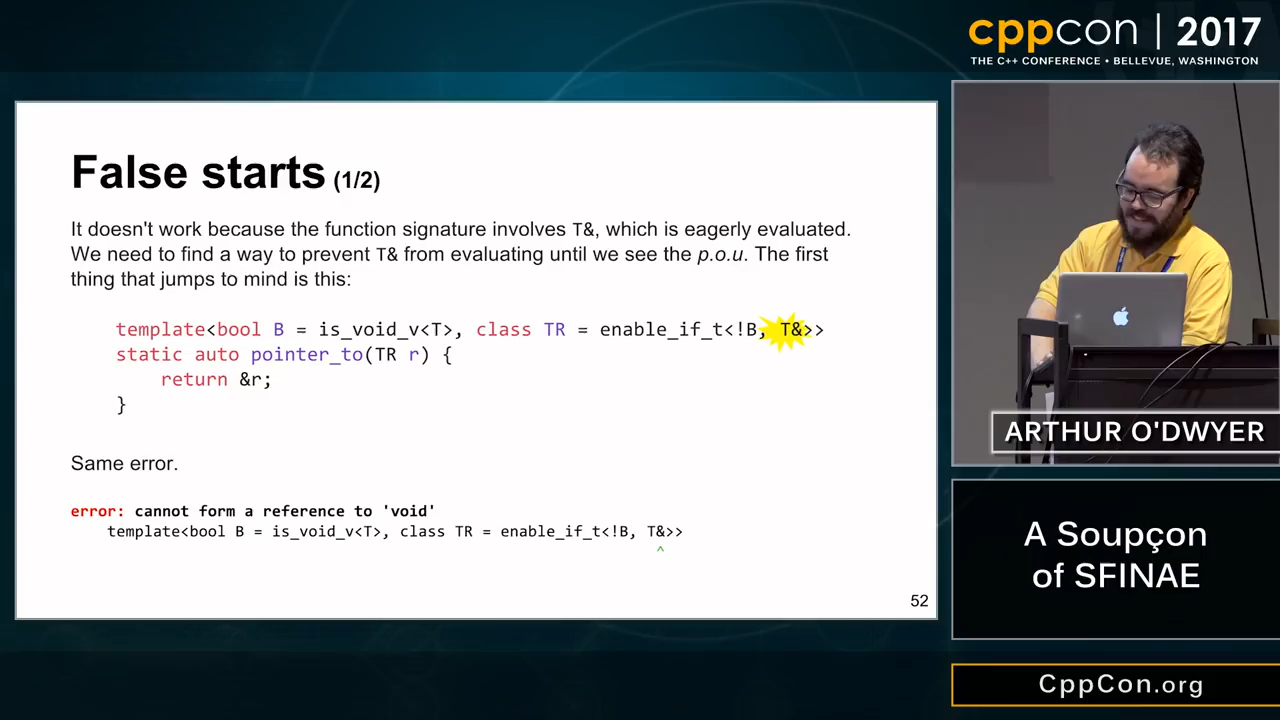 cppcon | 2017
THE C++ CONFERENCE • BELLEVUE, WASHINGTON
False starts (1/2)
It doesn't work because the function signature involves T&, which is eagerly evaluated.
We need to find a way to prevent T& from evaluating until we see the p.o.u. The first
thing that jumps to mind is this:
template<bool B = is_void_v<T>, class TR = enable_if_t<!B, T&>>
static auto pointer_to(TR r) {
return &r;
}
Same error.
error: cannot form a reference to 'void'
template<bool B = is_void_v<T>, class TR = enable_if_t<!B, T&>>
^
52
ARTHUR O'DWYER
A Soupçon
of SFINAE
CppCon.org